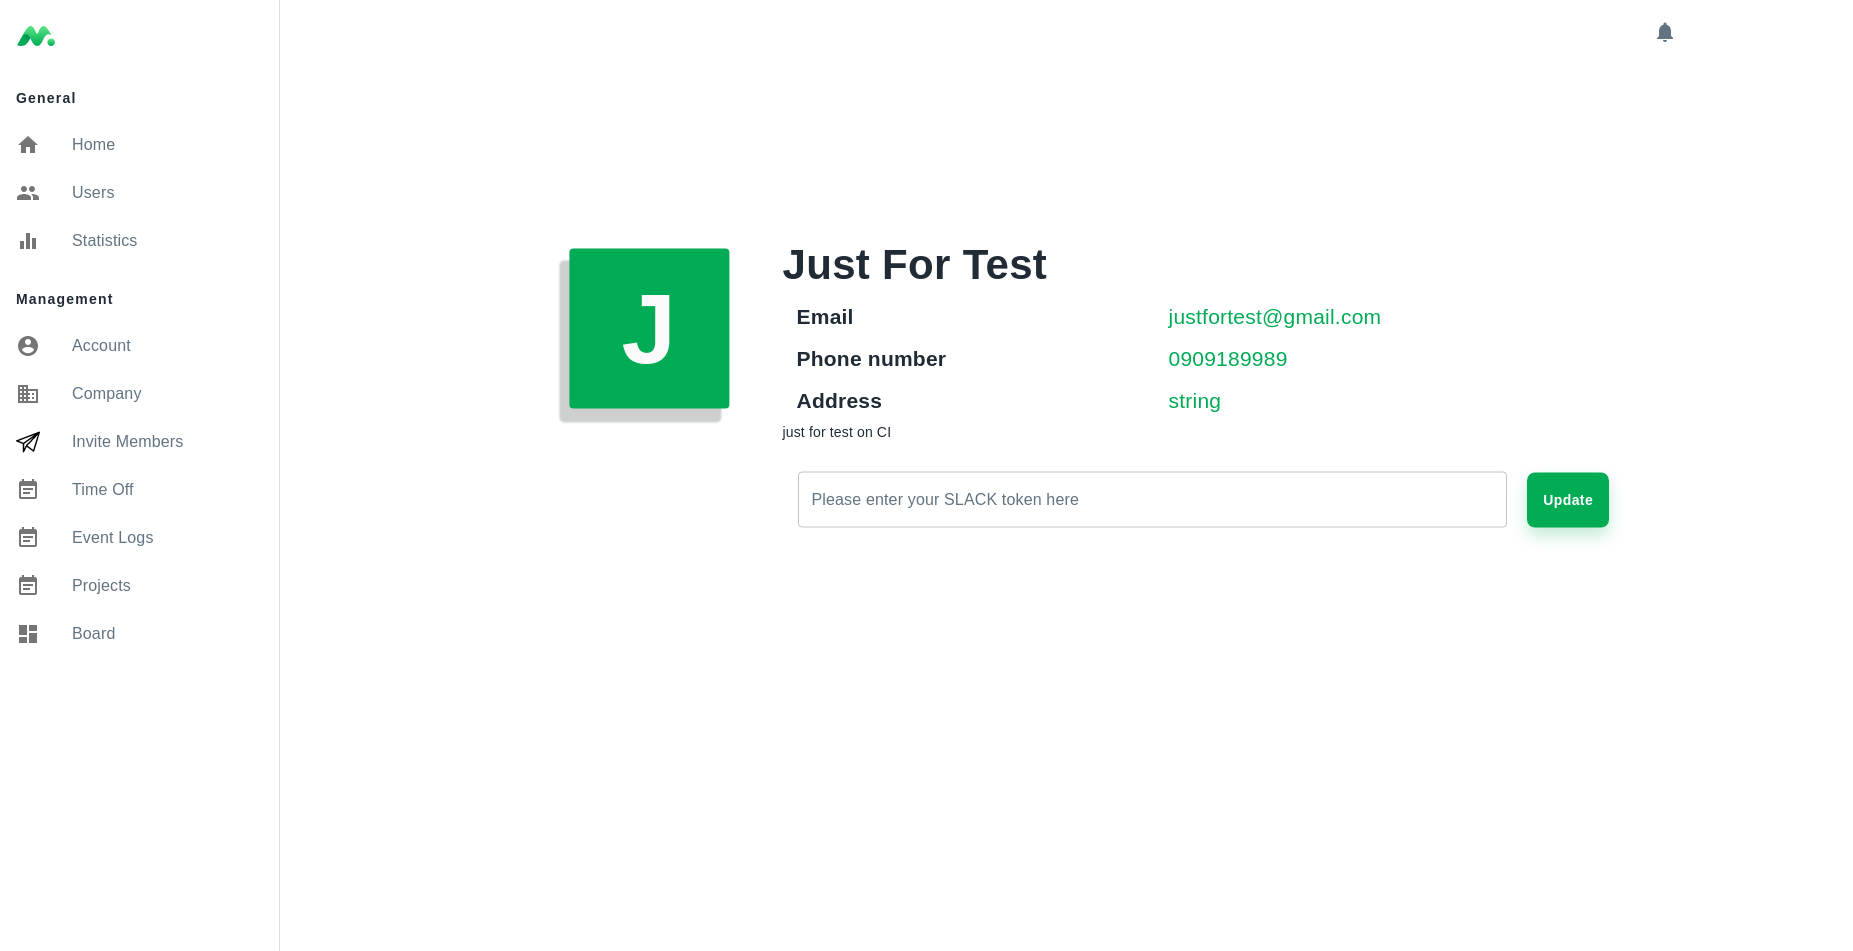 General
Home
Users
Statistics
Management
Account
Company
Invite Members
Time Off
Event Logs
Projects
Board
J
Just For Test
Email justfortest@gmail.com
Phone number 0909189989
Address string
just for test on CI
Please enter your SLACK token here
Update